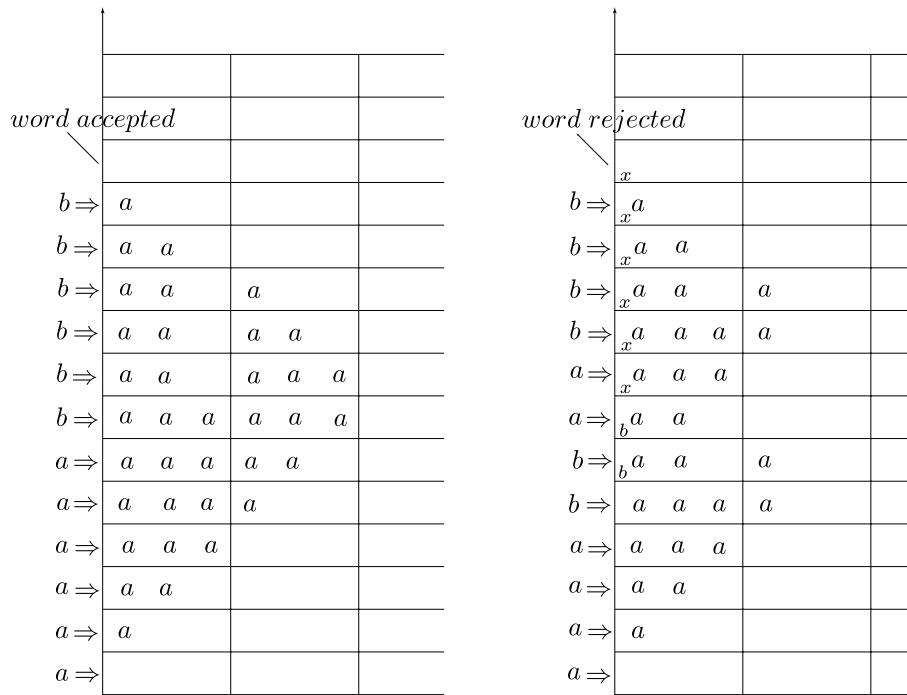 word accepted
b ⇒ a
b ⇒ a a
b ⇒ a a a
b ⇒ a a a a
b ⇒ a a a a a
b ⇒ a a a a a a
a ⇒ a a a a a
a ⇒ a a a a
a ⇒ a a a
a ⇒ a a
a ⇒ a
a ⇒
word rejected
x
b ⇒ a
x
b ⇒ a a
x
b ⇒ a a a
x
b ⇒ a a a a
x
a ⇒ a a a
x
a ⇒ a a
b
b ⇒ a a a
b
b ⇒ a a a a
a ⇒ a a a
a ⇒ a a
a ⇒ a
a ⇒